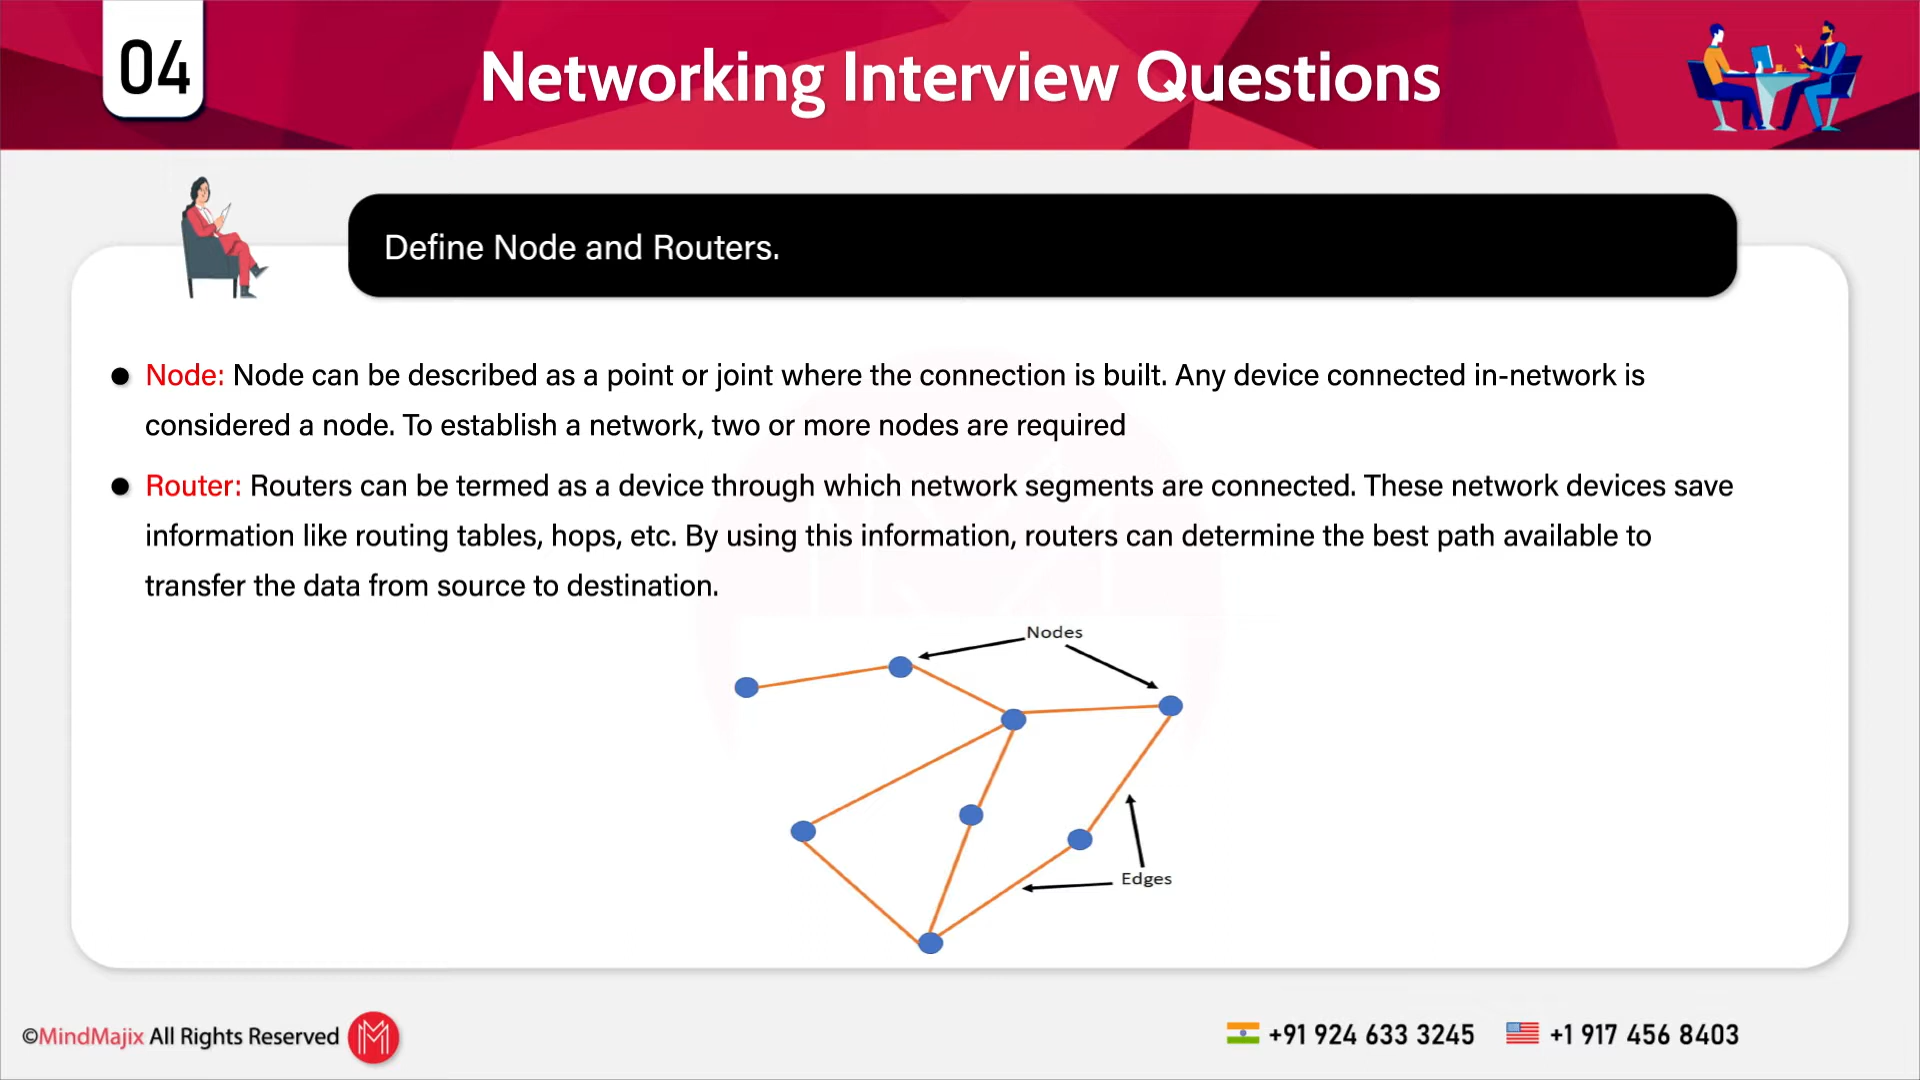 04
Networking Interview Questions
Define Node and Routers.
Node: Node can be described as a point or joint where the connection is built. Any device connected in-network is
considered a node. To establish a network, two or more nodes are required
Router: Routers can be termed as a device through which network segments are connected. These network devices save
information like routing tables, hops, etc. By using this information, routers can determine the best path available to
transfer the data from source to destination.
Nodes
Edges
©MindMajix All Rights Reserved
+91 924 633 3245
+1 917 456 8403